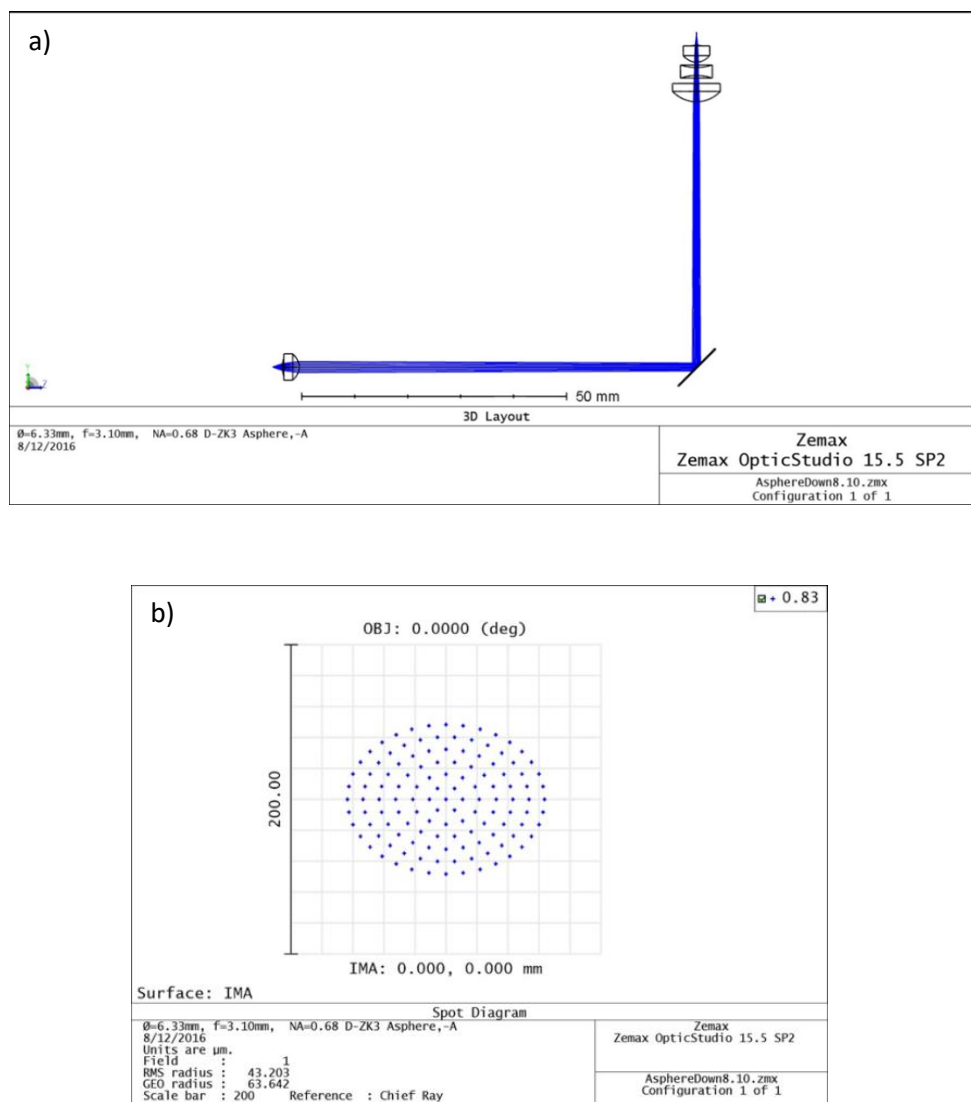 a)
50 mm
3D Layout
Ø=6.33mm, f=3.10mm, NA=0.68 D-ZK3 Asphere,-A
8/12/2016
Zemax
Zemax OpticStudio 15.5 SP2
AsphereDown8.10.zmx
Configuration 1 of 1
Y
Z
b)
+ 0.83
OBJ: 0.0000 (deg)
200.00
IMA: 0.000, 0.000 mm
Surface: IMA
Spot Diagram
Ø=6.33mm, f=3.10mm, NA=0.68 D-ZK3 Asphere,-A
8/12/2016
Units are µm.
Field : 1
RMS radius : 43.203
GEO radius : 63.642
Scale bar : 200 Reference : Chief Ray
Zemax
Zemax OpticStudio 15.5 SP2
AsphereDown8.10.zmx
Configuration 1 of 1